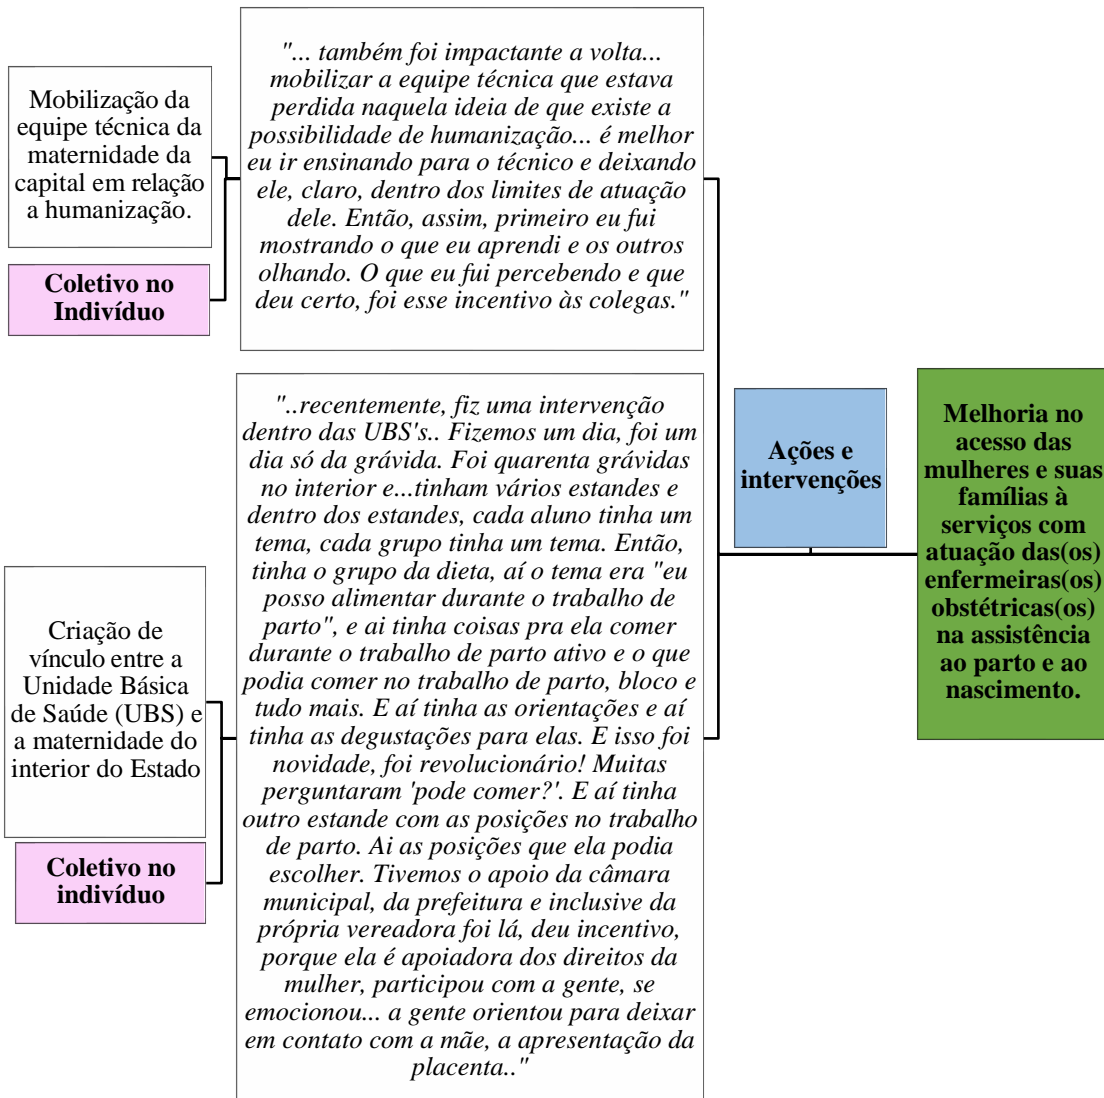 Mobilização da
equipe técnica da
maternidade da
capital em relação
a humanização.
Coletivo no
Indivíduo
"... também foi impactante a volta...
mobilizar a equipe técnica que estava
perdida naquela ideia de que existe a
possibilidade de humanização... é melhor
eu ir ensinando para o técnico e deixando
ele, claro, dentro dos limites de atuação
dele. Então, assim, primeiro eu fui
mostrando o que eu aprendi e os outros
olhando. O que eu fui percebendo e que
deu certo, foi esse incentivo às colegas."
Criação de
vínculo entre a
Unidade Básica
de Saúde (UBS) e
a maternidade do
interior do Estado
Coletivo no
indivíduo
"..recentemente, fiz uma intervenção
dentro das UBS's.. Fizemos um dia, foi um
dia só da grávida. Foi quarenta grávidas
no interior e...tinham vários estandes e
dentro dos estandes, cada aluno tinha um
tema, cada grupo tinha um tema. Então,
tinha o grupo da dieta, aí o tema era "eu
posso alimentar durante o trabalho de
parto", e ai tinha coisas pra ela comer
durante o trabalho de parto ativo e o que
podia comer no trabalho de parto, bloco e
tudo mais. E aí tinha as orientações e aí
tinha as degustações para elas. E isso foi
novidade, foi revolucionário! Muitas
perguntaram 'pode comer?'. E aí tinha
outro estande com as posições no trabalho
de parto. Ai as posições que ela podia
escolher. Tivemos o apoio da câmara
municipal, da prefeitura e inclusive da
própria vereadora foi lá, deu incentivo,
porque ela é apoiadora dos direitos da
mulher, participou com a gente, se
emocionou... a gente orientou para deixar
em contato com a mãe, a apresentação da
placenta.."
Ações e
intervenções
Melhoria no
acesso das
mulheres e suas
famílias à
serviços com
atuação das(os)
enfermeiras(os)
obstétricas(os)
na assistência
ao parto e ao
nascimento.